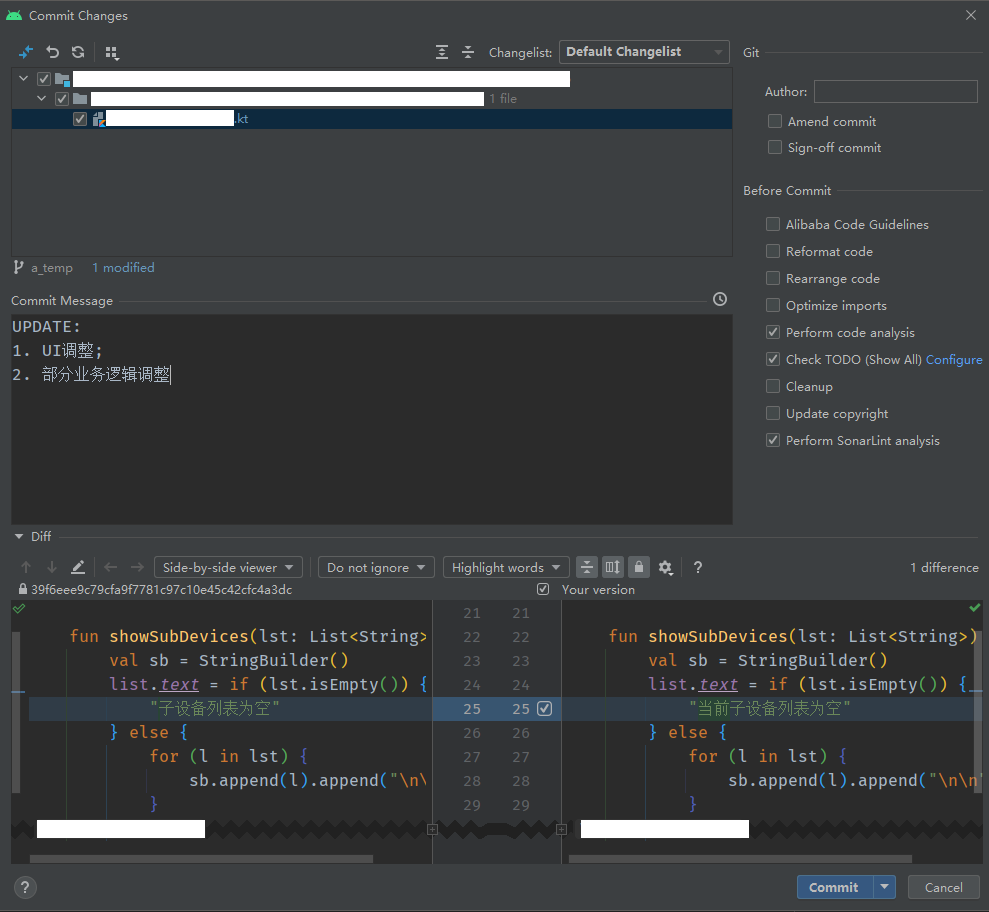 Commit Changes
Changelist: Default Changelist
1 file
.kt
a_temp 1 modified
Commit Message
UPDATE:
1. UI调整;
2. 部分业务逻辑调整
Git
Author:
Amend commit
Sign-off commit
Before Commit
Alibaba Code Guidelines
Reformat code
Rearrange code
Optimize imports
Perform code analysis
Check TODO (Show All) Configure
Cleanup
Update copyright
Perform SonarLint analysis
Diff
Side-by-side viewer Do not ignore Highlight words ? 1 difference
39f6eee9c79cfa9f7781c97c10e45c42cfc4a3dc Your version
21 21
fun showSubDevices(lst: List<String> 22 22 fun showSubDevices(lst: List<String>)
val sb = StringBuilder() 23 23 val sb = StringBuilder()
list.text = if (lst.isEmpty()) { 24 24 list.text = if (lst.isEmpty()) {
"子设备列表为空" 25 25 "当前子设备列表为空"
} else { 26 26 } else {
for (l in lst) { 27 27 for (l in lst) {
sb.append(l).append("\n\ 28 28 sb.append(l).append("\n\n
} 29 29 }
? Commit Cancel